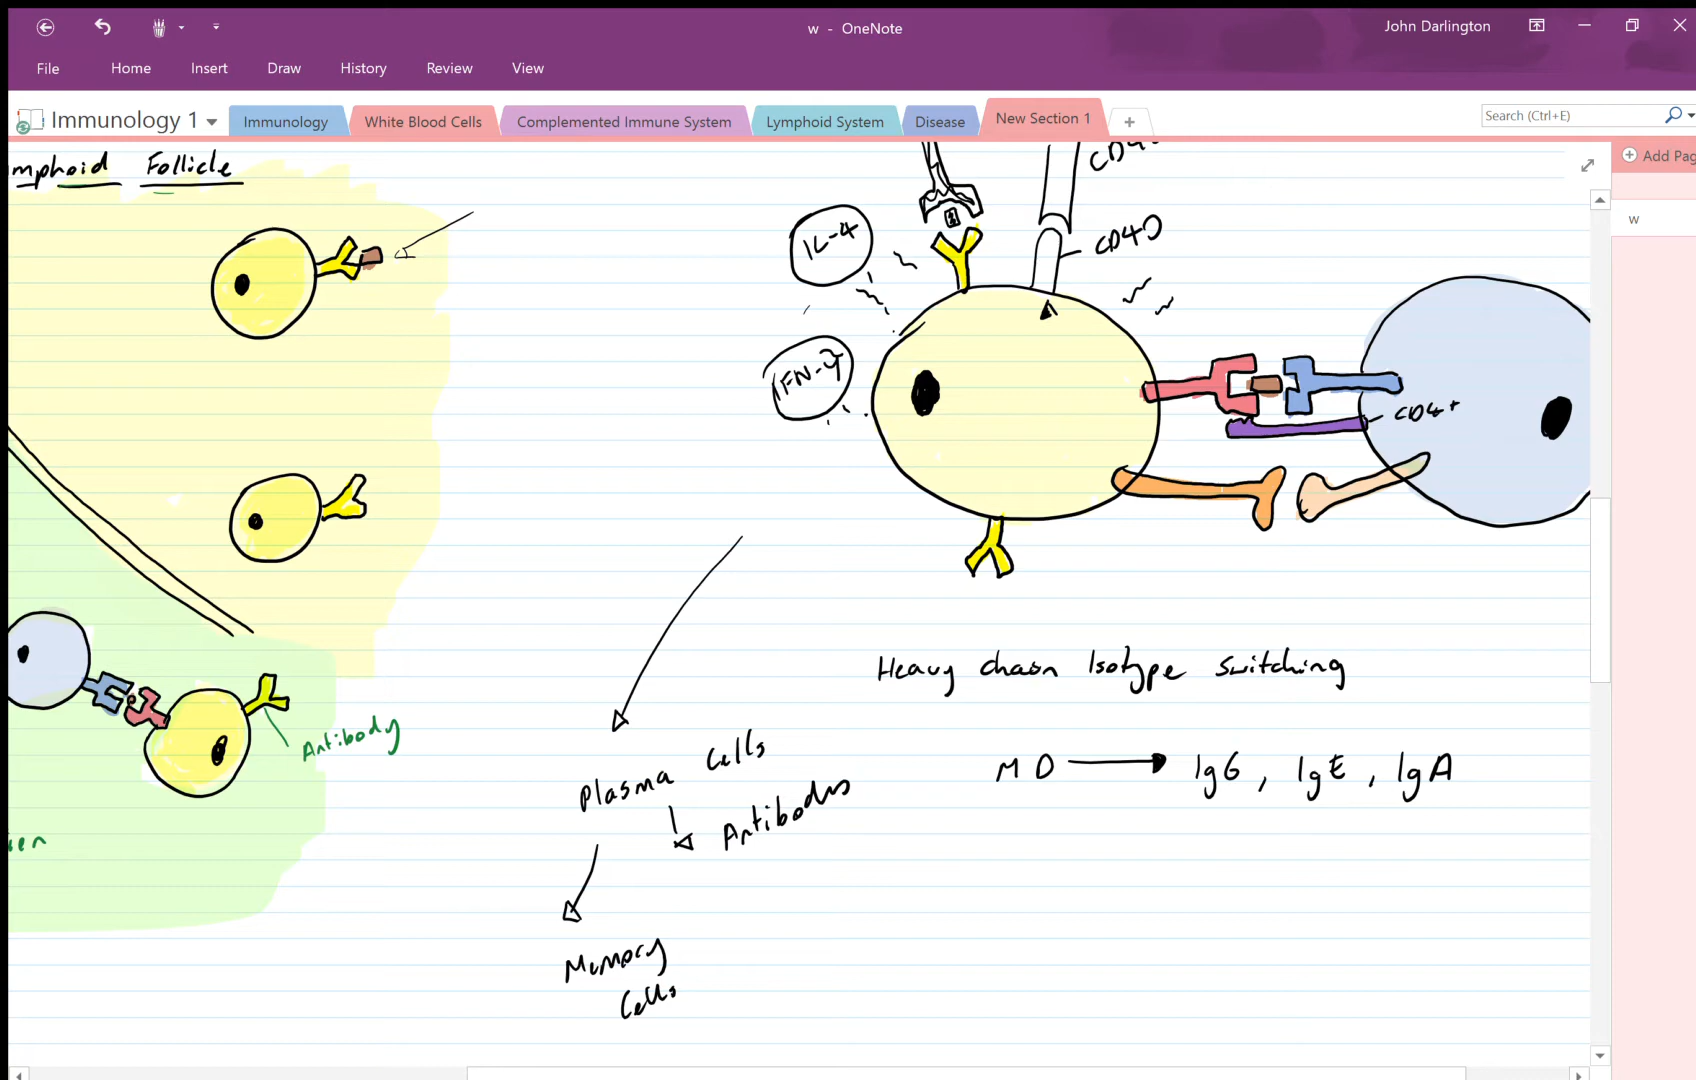 w - OneNote
John Darlington
File Home Insert Draw History Review View
Immunology 1
Immunology
White Blood Cells
Complemented Immune System
Lymphoid System
Disease
New Section 1
Search (Ctrl+E)
Add Pag
w
mphoid Follicle
IL-4
CD40
IFN-γ
CD4+
Antibody
Heavy chain Isotype switching
Plasma Cells
Antibodies
M D → IgG, IgE, IgA
Memory
Cells